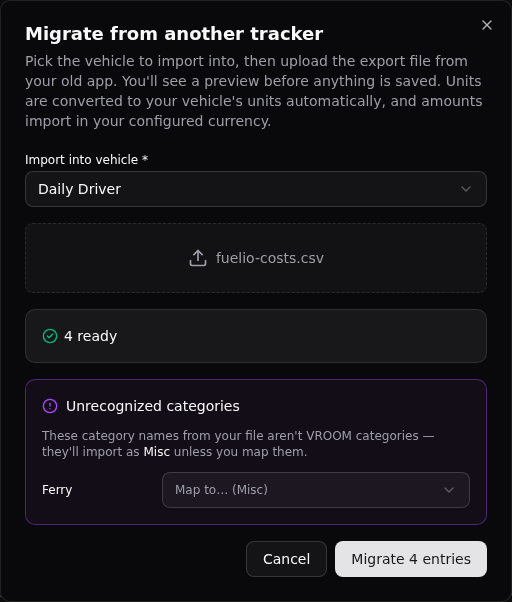 Migrate from another tracker
Pick the vehicle to import into, then upload the export file from
your old app. You'll see a preview before anything is saved. Units
are converted to your vehicle's units automatically, and amounts
import in your configured currency.
Import into vehicle *
Daily Driver
fuelio-costs.csv
4 ready
Unrecognized categories
These category names from your file aren't VROOM categories —
they'll import as Misc unless you map them.
Ferry
Map to... (Misc)
Cancel
Migrate 4 entries